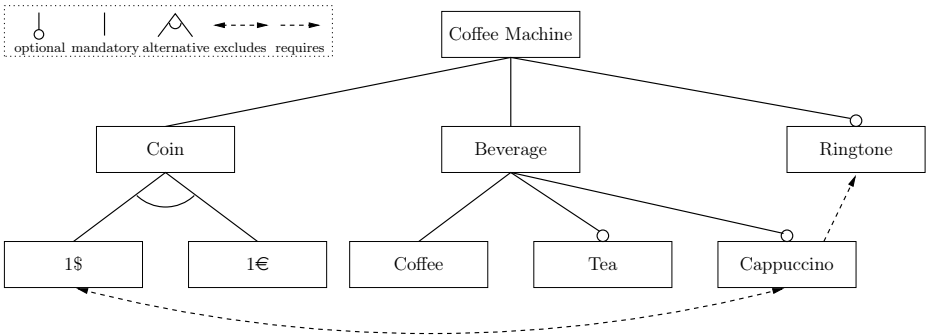 Coffee Machine
optional mandatory alternative excludes requires
Coin Beverage Ringtone
1$ 1€ Coffee Tea Cappuccino